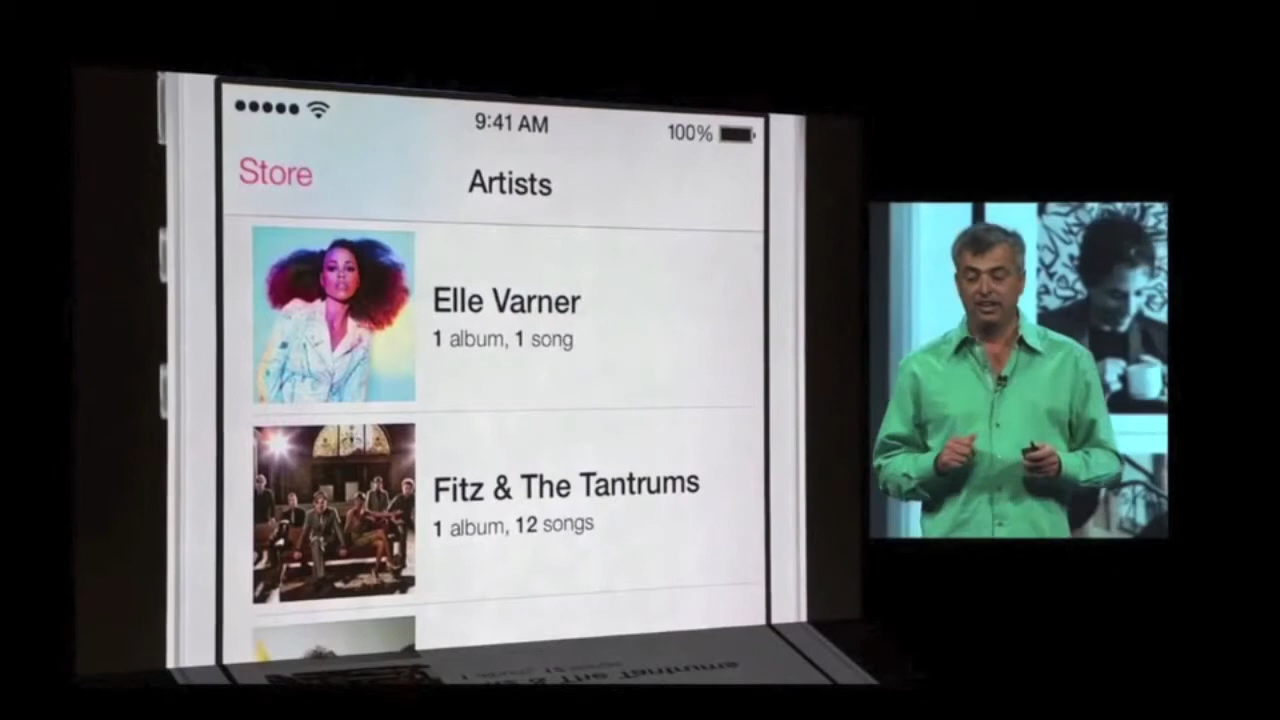 9:41 AM
100%
Store
Artists
Elle Varner
1 album, 1 song
Fitz & The Tantrums
1 album, 12 songs